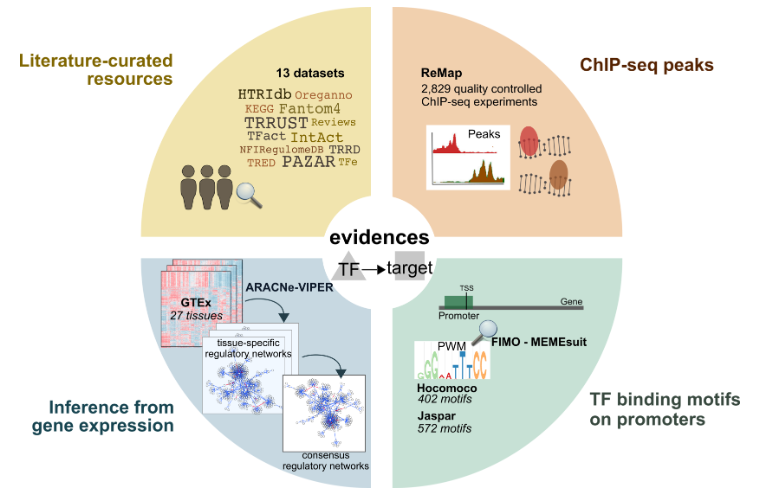 Literature-curated
resources
13 datasets
HTRIdb Oreganno
KEGG Fantom4
TRRUST Reviews
TFact IntAct
NFIRegulomeDB TRRD
TRED PAZAR TFe
ChIP-seq peaks
ReMap
2,829 quality controlled
ChIP-seq experiments
Peaks
evidences
TF target
GTEx
27 tissues
ARACNe-VIPER
tissue-specific
regulatory networks
consensus
regulatory networks
Inference from
gene expression
TSS
Gene
Promoter
FIMO - MEMEsuit
PWM
Hocomoco
402 motifs
Jaspar
572 motifs
TF binding motifs
on promoters